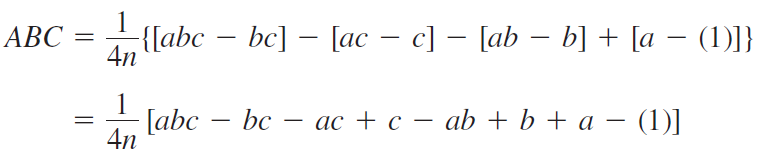 ABC = 1/4n {[abc − bc] − [ac − c] − [ab − b] + [a − (1)]}
= 1/4n [abc − bc − ac + c − ab + b + a − (1)]